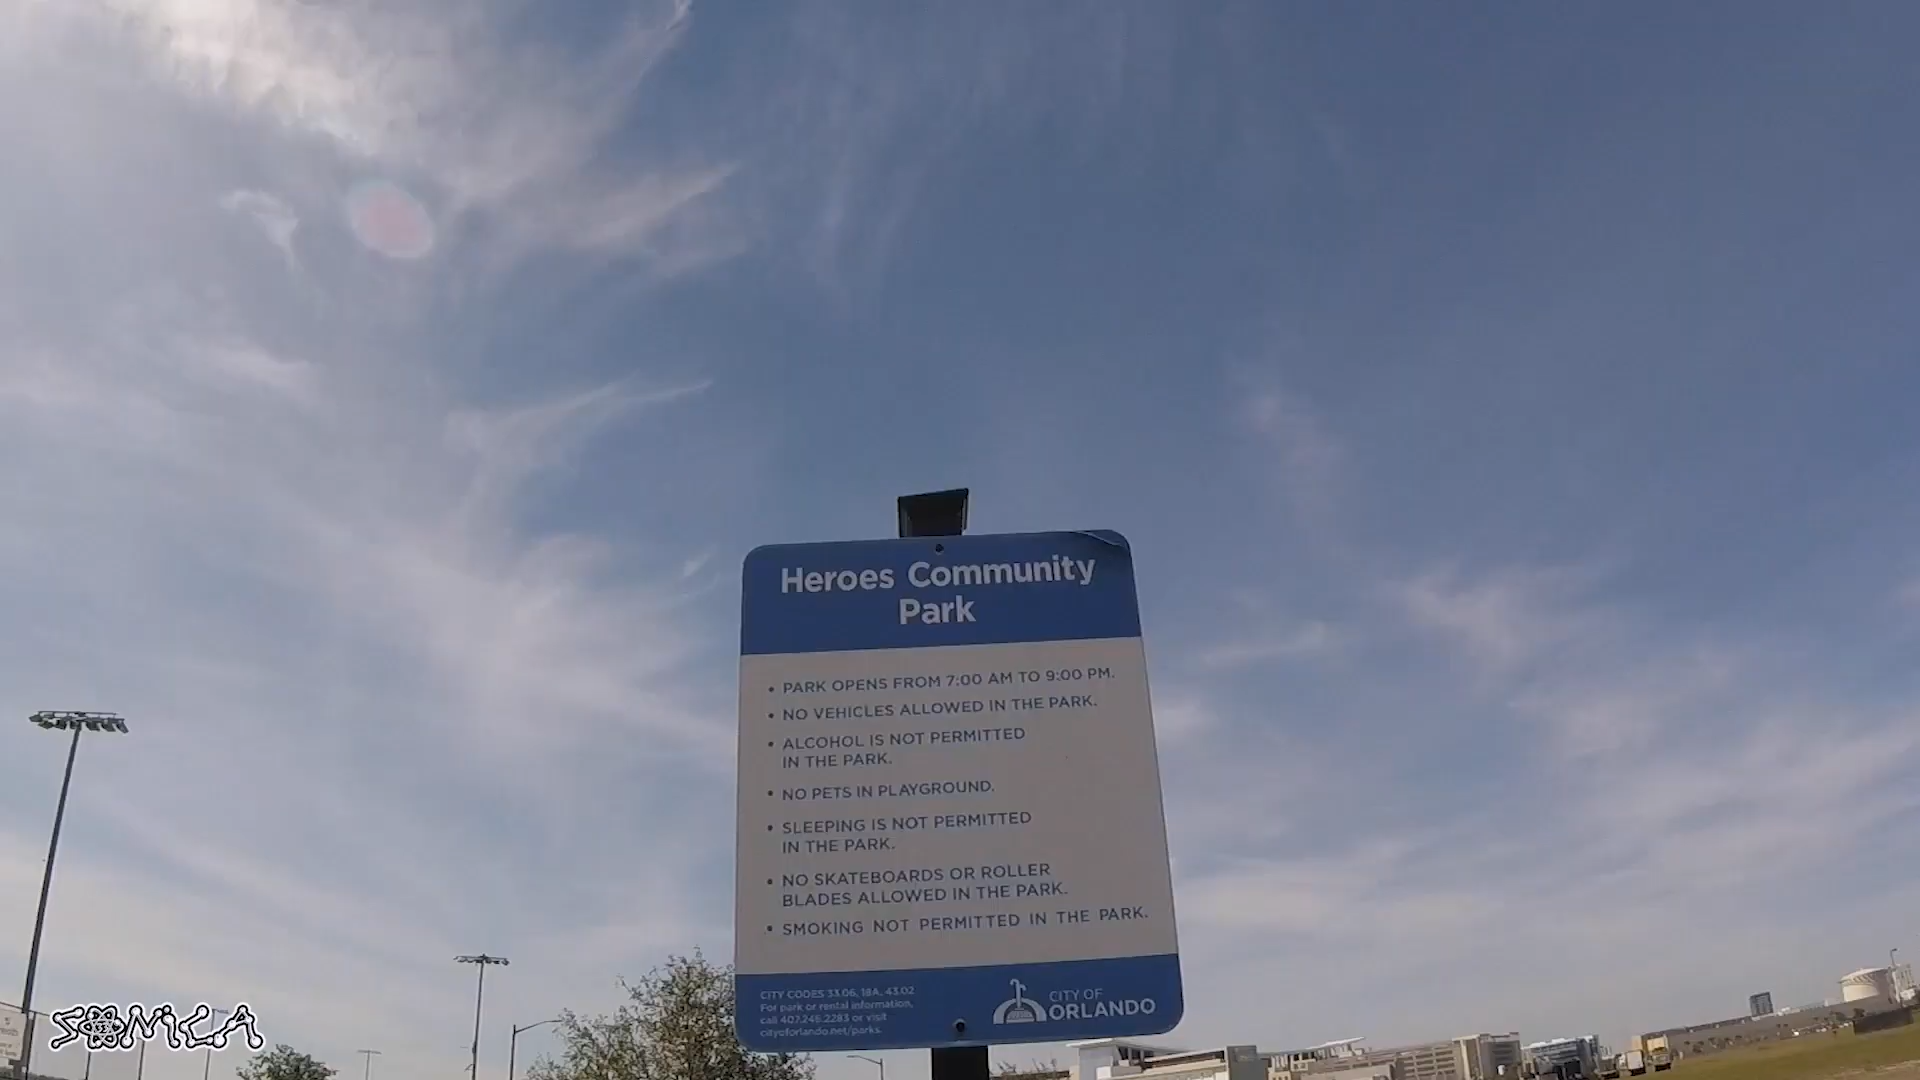 Heroes Community
Park
• PARK OPENS FROM 7:00 AM TO 9:00 PM.
• NO VEHICLES ALLOWED IN THE PARK.
• ALCOHOL IS NOT PERMITTED
IN THE PARK.
• NO PETS IN PLAYGROUND.
• SLEEPING IS NOT PERMITTED
IN THE PARK.
• NO SKATEBOARDS OR ROLLER
BLADES ALLOWED IN THE PARK.
• SMOKING NOT PERMITTED IN THE PARK.
CITY CODES 33.06, 18A, 43.02
For park or rental information,
call 407.246.2283 or visit
cityoforlando.net/parks.
CITY OF
ORLANDO
SONICA